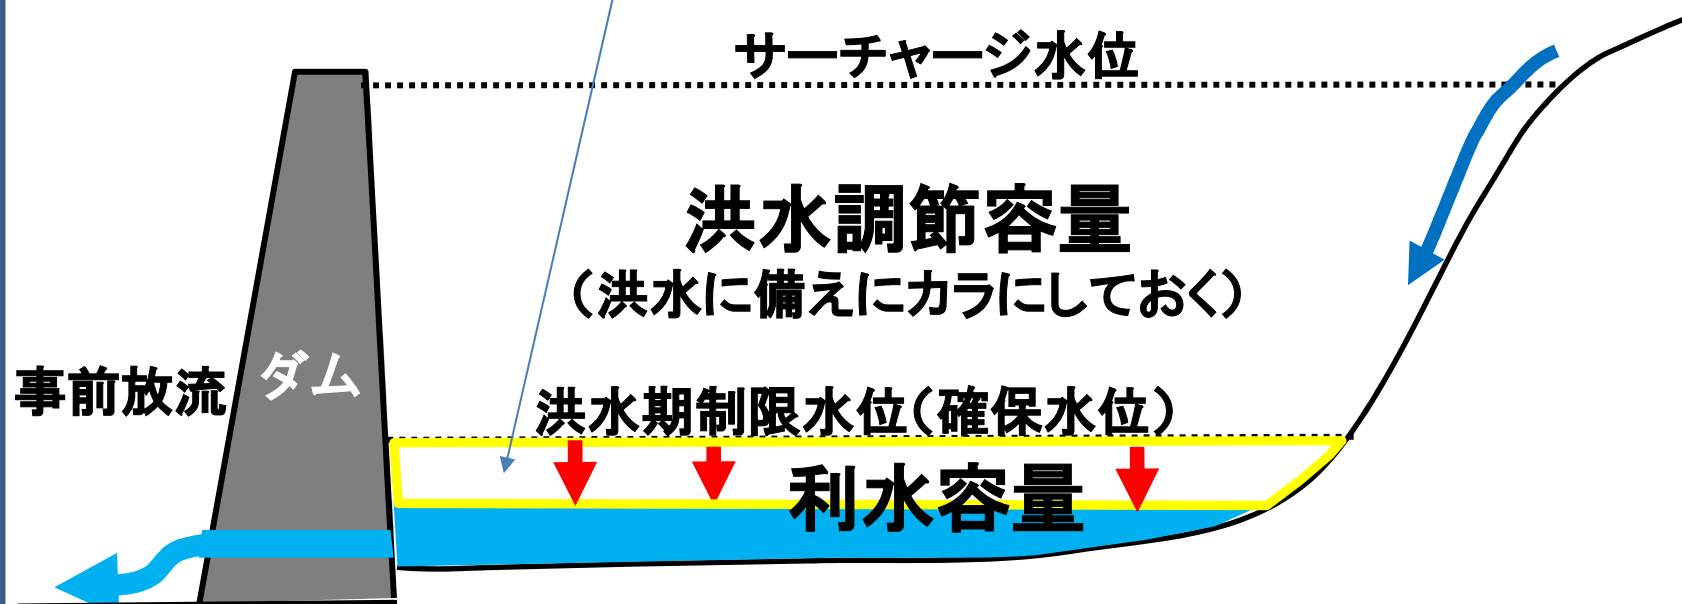 サーチャージ水位
洪水調節容量
（洪水に備えにカラにしておく）
事前放流
ダム
洪水期制限水位（確保水位）
利水容量